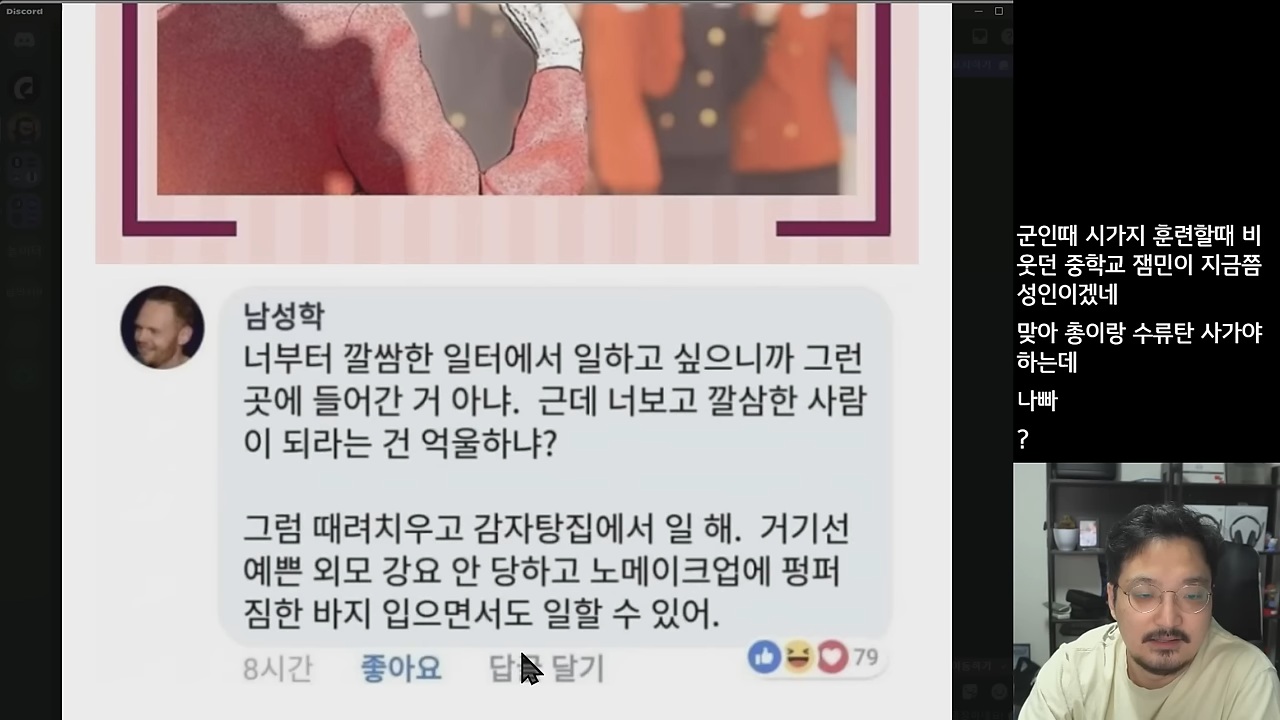 Discord
남성학
너부터 깔쌈한 일터에서 일하고 싶으니까 그런
곳에 들어간 거 아냐. 근데 너보고 깔삼한 사람
이 되라는 건 억울하냐?
그럼 때려치우고 감자탕집에서 일 해. 거기선
예쁜 외모 강요 안 당하고 노메이크업에 펑퍼
짐한 바지 입으면서도 일할 수 있어.
8시간 좋아요 답글 달기 79
군인때 시가지 훈련할때 비
웃던 중학교 잼민이 지금쯤
성인이겠네
맞아 총이랑 수류탄 사가야
하는데
나빠
?